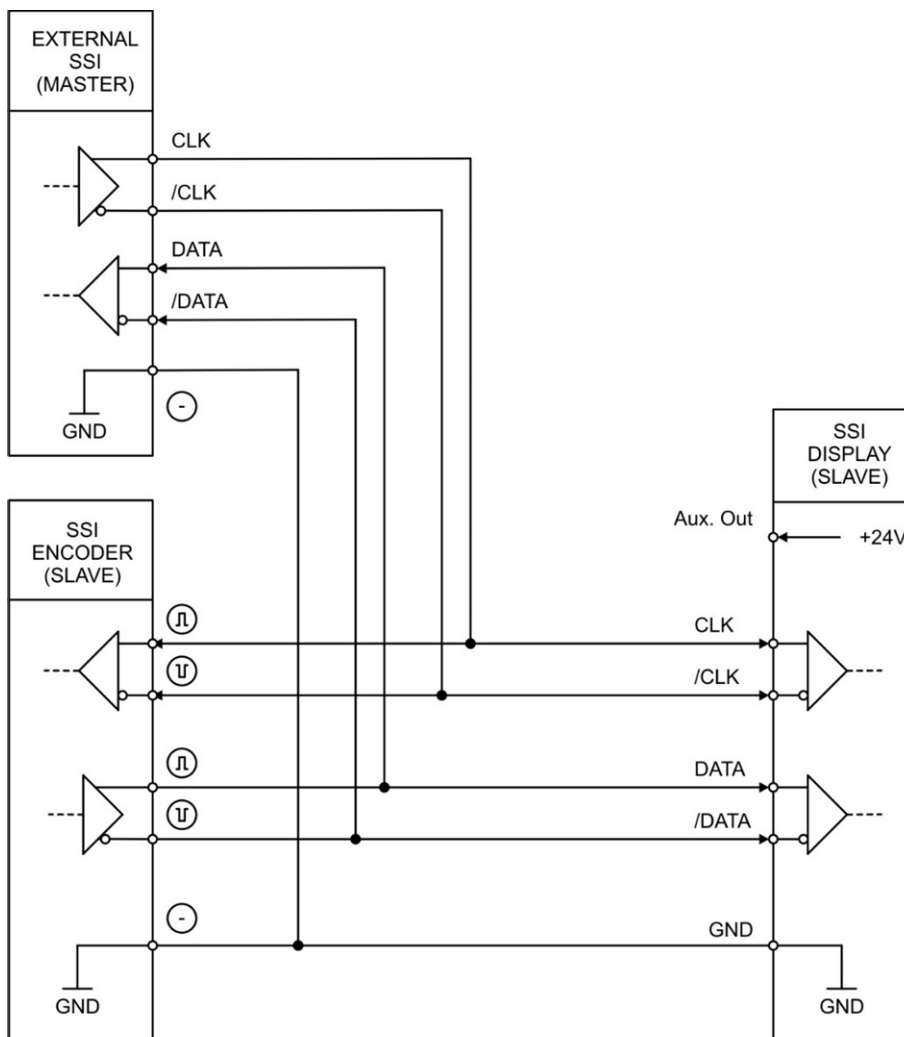 EXTERNAL
SSI
(MASTER)
CLK
/CLK
DATA
/DATA
-
GND
SSI
DISPLAY
(SLAVE)
Aux. Out
+24V
SSI
ENCODER
(SLAVE)
CLK
/CLK
DATA
/DATA
-
GND
GND
GND